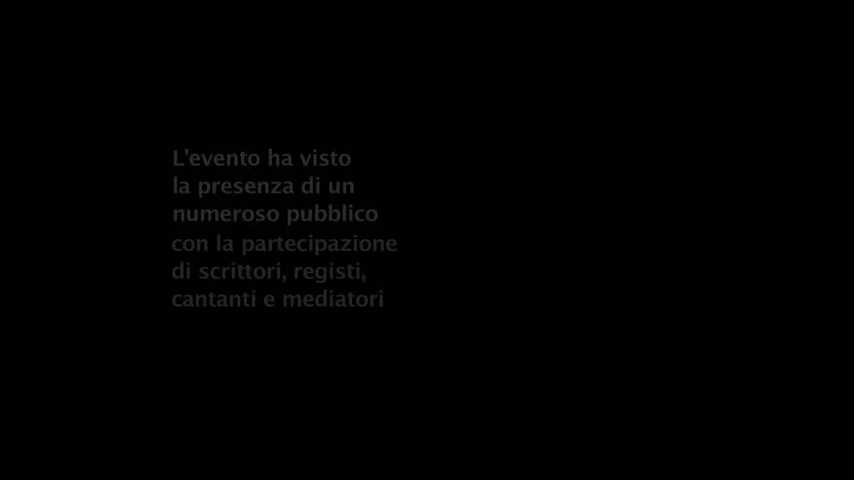 L'evento ha visto
la presenza di un
numeroso pubblico
con la partecipazione
di scrittori, registi,
cantanti e mediatori